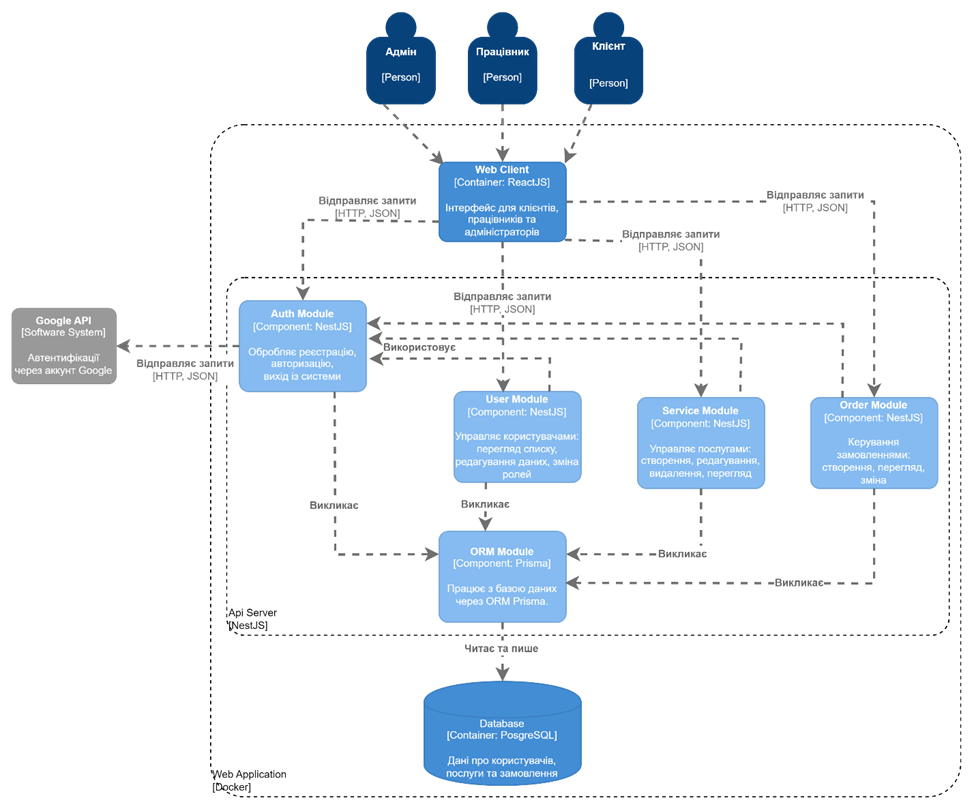 Адмін
[Person]
Працівник
[Person]
Клієнт
[Person]
Web Client
[Container: ReactJS]
Інтерфейс для клієнтів,
працівників та
адміністраторів
Відправляє запити
[HTTP, JSON]
Відправляє запити
[HTTP, JSON]
Відправляє запити
[HTTP, JSON]
Відправляє запити
[HTTP, JSON]
Google API
[Software System]
Автентифікації
через аккунт Google
Відправляє запити
[HTTP, JSON]
Auth Module
[Component: NestJS]
Обробляє реєстрацію,
авторизацію,
вихід із системи
Використовує
User Module
[Component: NestJS]
Управляє користувачами:
перегляд списку,
редагування даних, зміна
ролей
Service Module
[Component: NestJS]
Управляє послугами:
створення, редагування,
видалення, перегляд
Order Module
[Component: NestJS]
Керування
замовленнями:
створення, перегляд,
зміна
Викликає
Викликає
Викликає
Викликає
ORM Module
[Component: Prisma]
Працює з базою даних
через ORM Prisma.
Api Server
[NestJS]
Читає та пише
Database
[Container: PosgreSQL]
Дані про користувачів,
послуги та замовлення
Web Application
[Docker]